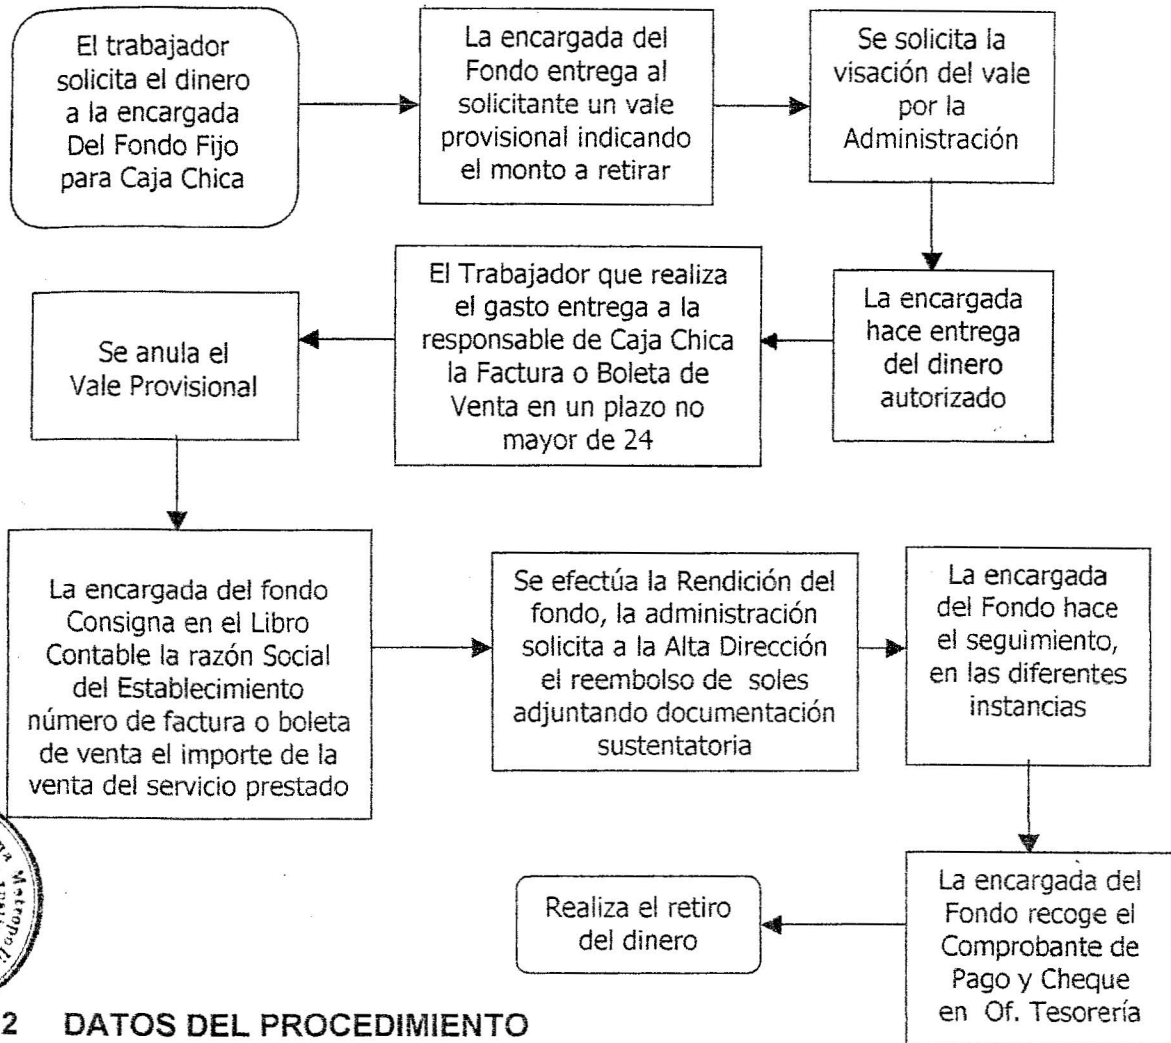 El trabajador
solicita el dinero
a la encargada
Del Fondo Fijo
para Caja Chica
La encargada del
Fondo entrega al
solicitante un vale
provisional indicando
el monto a retirar
Se solicita la
visación del vale
por la
Administración
La encargada
hace entrega
del dinero
autorizado
El Trabajador que realiza
el gasto entrega a la
responsable de Caja Chica
la Factura o Boleta de
Venta en un plazo no
mayor de 24
Se anula el
Vale Provisional
La encargada del fondo
Consigna en el Libro
Contable la razón Social
del Establecimiento
número de factura o boleta
de venta el importe de la
venta del servicio prestado
Se efectúa la Rendición del
fondo, la administración
solicita a la Alta Dirección
el reembolso de soles
adjuntando documentación
sustentatoria
La encargada
del Fondo hace
el seguimiento,
en las diferentes
instancias
La encargada del
Fondo recoge el
Comprobante de
Pago y Cheque
en Of. Tesorería
Realiza el retiro
del dinero
2 DATOS DEL PROCEDIMIENTO